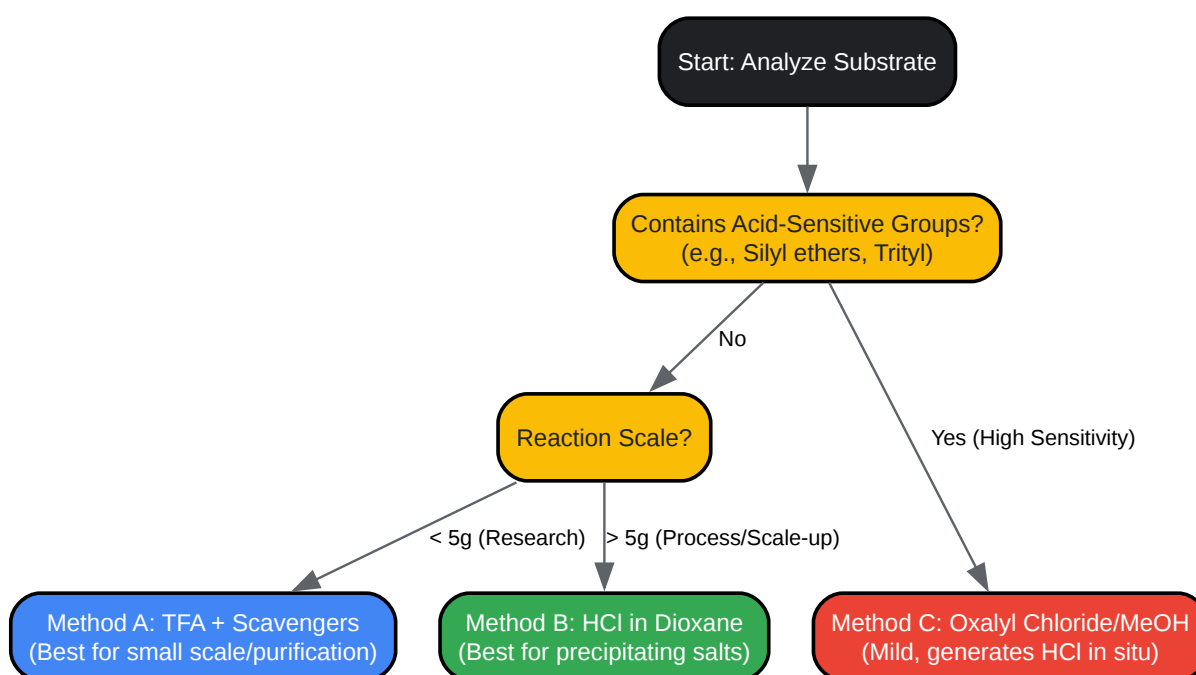 Start: Analyze Substrate
Contains Acid-Sensitive Groups?
(e.g., Silyl ethers, Trityl)
No
Reaction Scale?
Yes (High Sensitivity)
< 5g (Research)
> 5g (Process/Scale-up)
Method A: TFA + Scavengers
(Best for small scale/purification)
Method B: HCl in Dioxane
(Best for precipitating salts)
Method C: Oxalyl Chloride/MeOH
(Mild, generates HCl in situ)